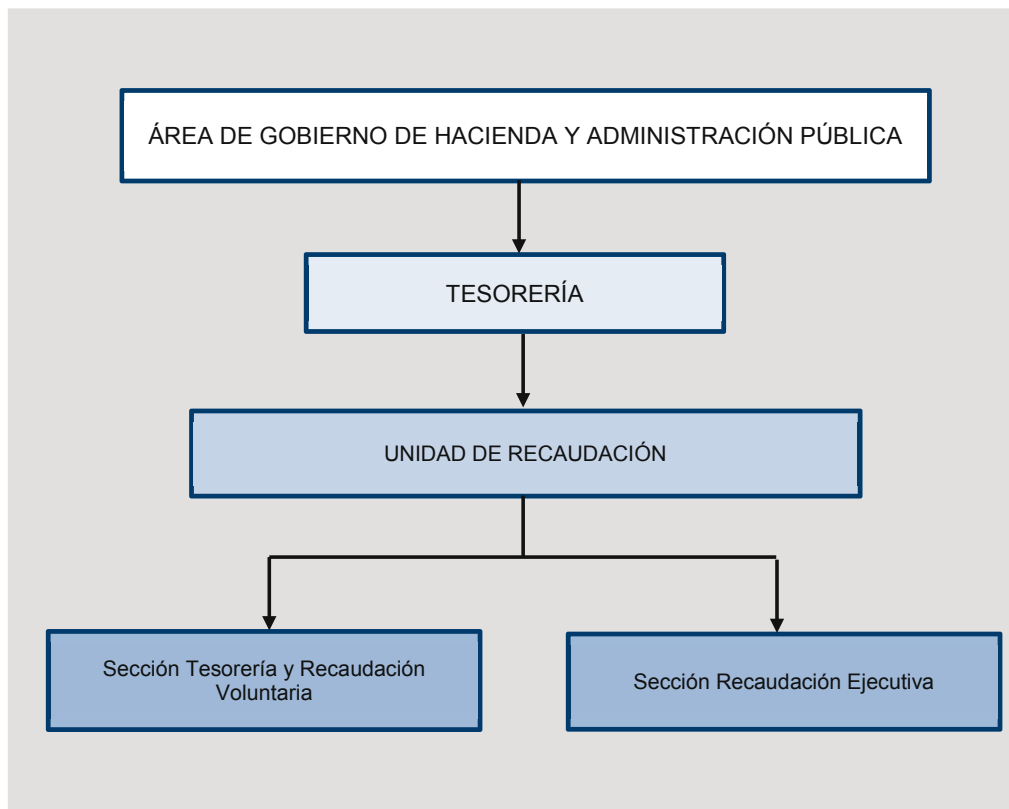 ÁREA DE GOBIERNO DE HACIENDA Y ADMINISTRACIÓN PÚBLICA
TESORERÍA
UNIDAD DE RECAUDACIÓN
Sección Tesorería y Recaudación
Voluntaria
Sección Recaudación Ejecutiva